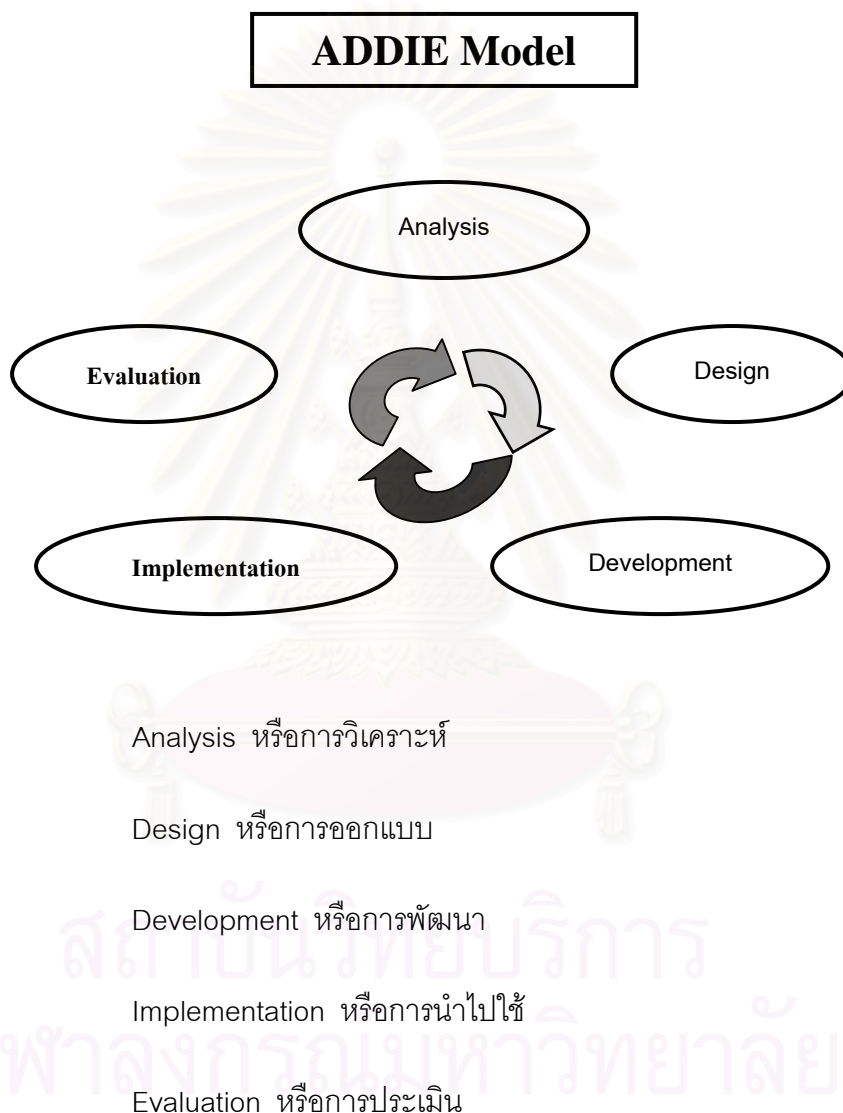 ADDIE Model
Analysis
Evaluation
Design
Implementation
Development
Analysis หรือการวิเคราะห์
Design หรือการออกแบบ
Development หรือการพัฒนา
Implementation หรือการนำไปใช้
Evaluation หรือการประเมิน
สถาบันวิทยบริการ
ฬาลงกรณมหาวิทยาลัย